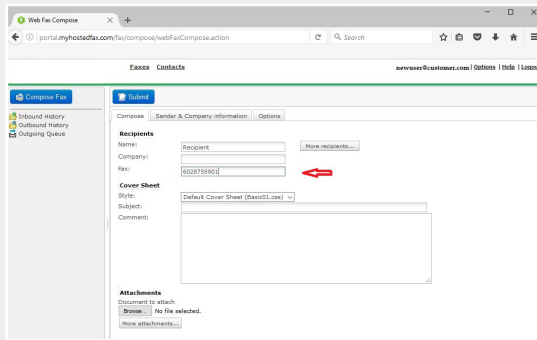 Web Fax Compose
portal.myhostedfax.com/fax/compose/webFaxCompose.action
Search
Faxes Contacts
newuser@customer.com | Options | Help | Logou
Compose Fax
Submit
Inbound History
Outbound History
Outgoing Queue
Compose Sender & Company information Options
Recipients
Name: Recipient More recipients...
Company:
Fax: 6028755901
Cover Sheet
Style: Default Cover Sheet (Basic01.cse)
Subject:
Comment:
Attachments
Document to attach
Browse... No file selected.
More attachments...